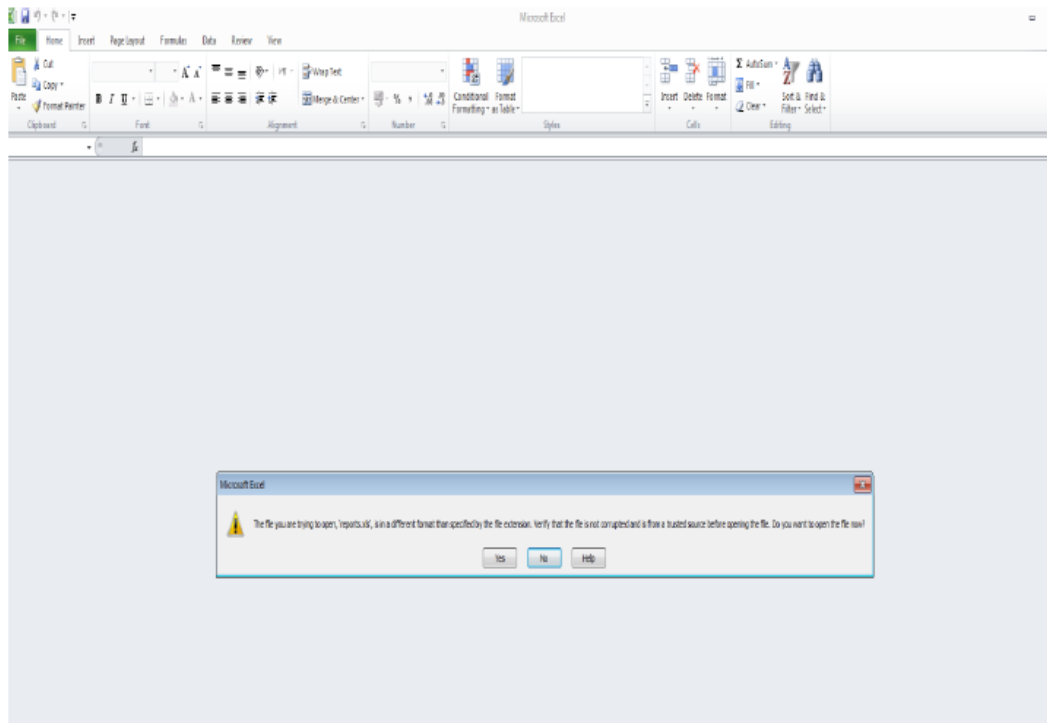 Microsoft Excel
File Home Insert Page Layout Formulas Data Review View
Cut
Copy
Format Painter
Paste
B I U
A A
A
Wrap Text
Merge & Center
%
Conditional Formatting
Format as Table
Insert Delete Format
Σ AutoSum
Fill
Clear
Sort & Filter
Find & Select
Clipboard Font Alignment Number Styles Cells Editing
fx
Microsoft Excel
The file you are trying to open, 'reports.xls', is in a different format than specified by the file extension. Verify that the file is not corrupted and is from a trusted source before opening the file. Do you want to open the file now?
Yes No Help